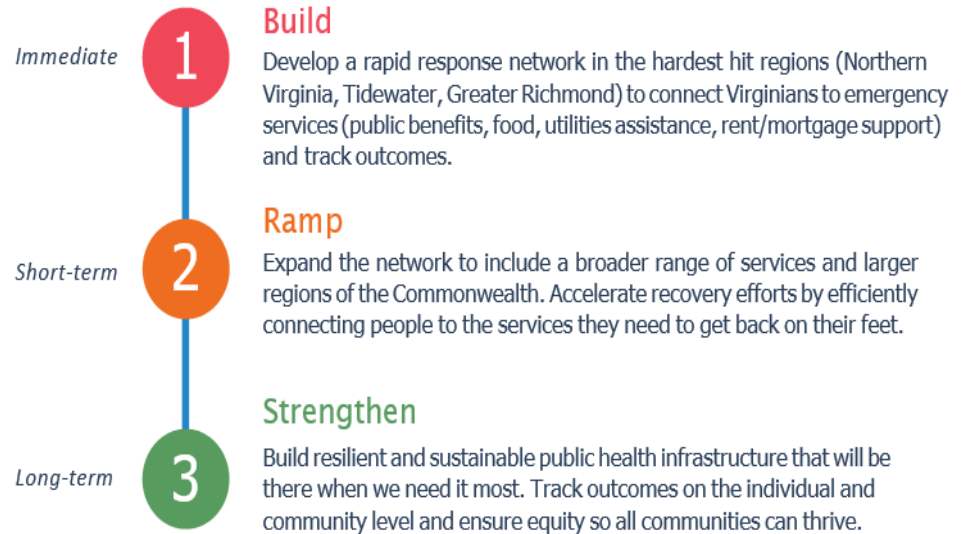 Immediate
1
Build
Develop a rapid response network in the hardest hit regions (Northern
Virginia, Tidewater, Greater Richmond) to connect Virginians to emergency
services (public benefits, food, utilities assistance, rent/mortgage support)
and track outcomes.
Short-term
2
Ramp
Expand the network to include a broader range of services and larger
regions of the Commonwealth. Accelerate recovery efforts by efficiently
connecting people to the services they need to get back on their feet.
Long-term
3
Strengthen
Build resilient and sustainable public health infrastructure that will be
there when we need it most. Track outcomes on the individual and
community level and ensure equity so all communities can thrive.